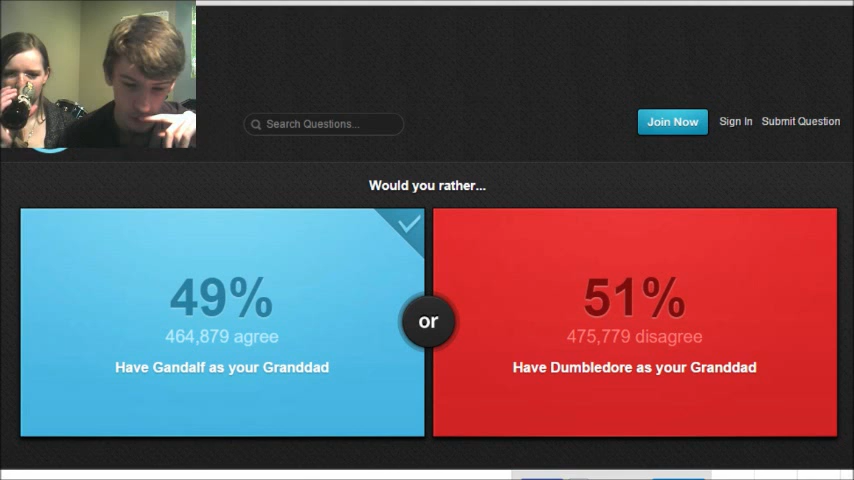 Search Questions...
Join Now
Sign In
Submit Question
Would you rather...
49%
464,879 agree
Have Gandalf as your Granddad
or
51%
475,779 disagree
Have Dumbledore as your Granddad